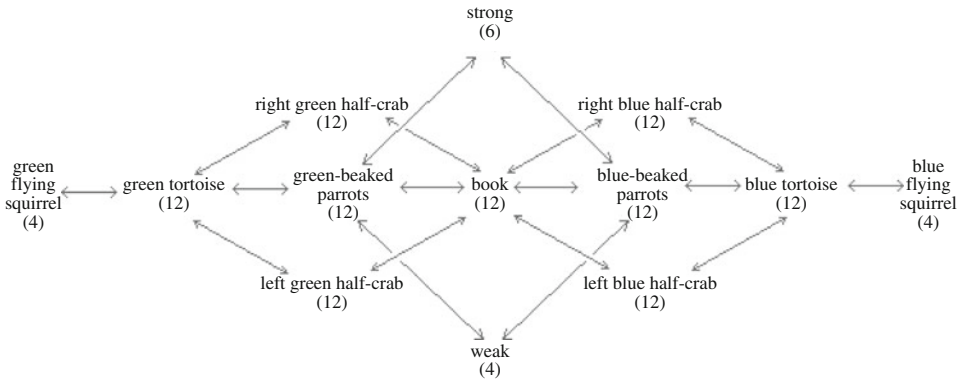 strong
(6)
right green half-crab
(12)
right blue half-crab
(12)
green
flying
squirrel
(4)
green tortoise
(12)
green-beaked
parrots
(12)
book
(12)
blue-beaked
parrots
(12)
blue tortoise
(12)
blue
flying
squirrel
(4)
left green half-crab
(12)
left blue half-crab
(12)
weak
(4)